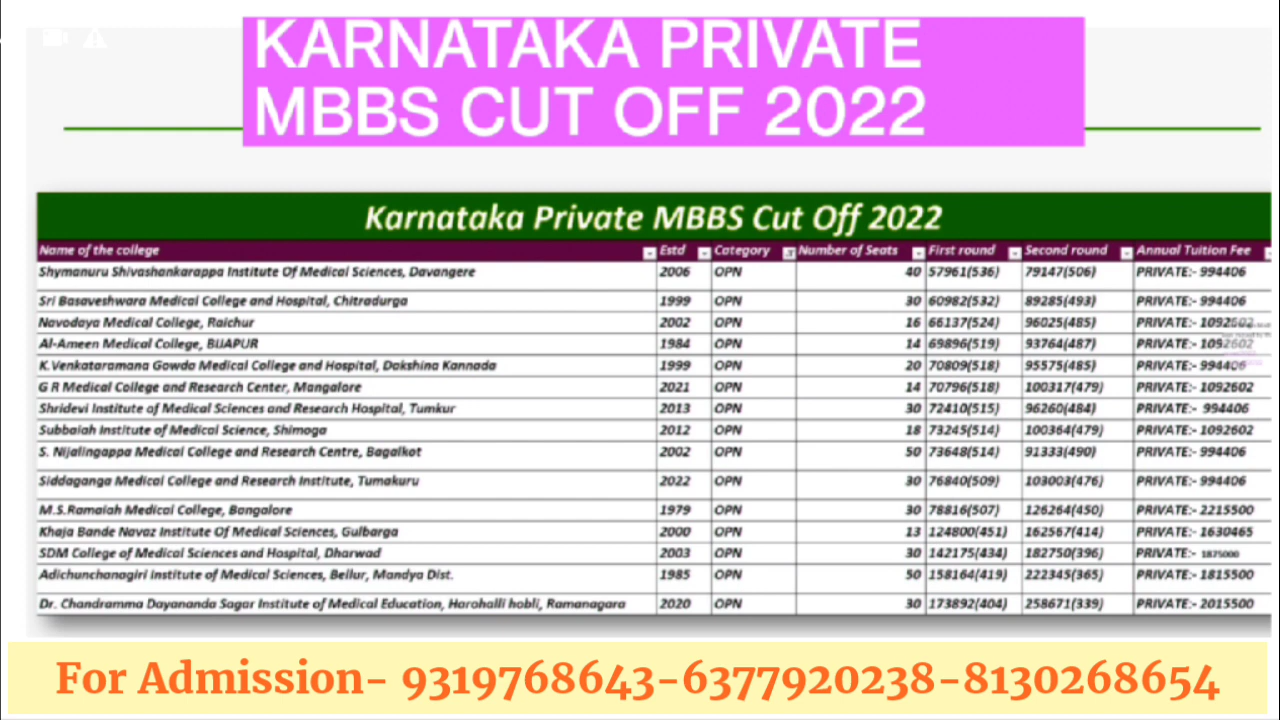 KARNATAKA PRIVATE
MBBS CUT OFF 2022
Karnataka Private MBBS Cut Off 2022
Name of the college Estd Category Number of Seats First round Second round Annual Tuition Fee
Shymanuru Shivashankarappa Institute Of Medical Sciences, Davangere 2006 OPN 40 57961(536) 79147(506) PRIVATE:- 994406
Sri Basaveshwara Medical College and Hospital, Chitradurga 1999 OPN 30 60982(532) 89285(493) PRIVATE:- 994406
Navodaya Medical College, Raichur 2002 OPN 16 66137(524) 96025(485) PRIVATE:- 1092602
Al-Ameen Medical College, BIJAPUR 1984 OPN 14 69896(519) 93764(487) PRIVATE:- 1092602
K.Venkataramana Gowda Medical College and Hospital, Dakshina Kannada 1999 OPN 20 70809(518) 95575(485) PRIVATE:- 994406
G R Medical College and Research Center, Mangalore 2021 OPN 14 70796(518) 100317(479) PRIVATE:- 1092602
Shridevi Institute of Medical Sciences and Research Hospital, Tumkur 2013 OPN 30 72410(515) 96260(484) PRIVATE:- 994406
Subbaiah Institute of Medical Science, Shimoga 2012 OPN 18 73245(514) 100364(479) PRIVATE:- 1092602
S. Nijalingappa Medical College and Research Centre, Bagalkot 2002 OPN 50 73648(514) 91333(490) PRIVATE:- 994406
Siddaganga Medical College and Research Institute, Tumakuru 2022 OPN 30 76840(509) 103003(476) PRIVATE:- 994406
M.S.Ramaiah Medical College, Bangalore 1979 OPN 30 78816(507) 126264(450) PRIVATE:- 2215500
Khaja Bande Navaz Institute Of Medical Sciences, Gulbarga 2000 OPN 13 124800(451) 162567(414) PRIVATE:- 1630465
SDM College of Medical Sciences and Hospital, Dharwad 2003 OPN 30 142175(434) 182750(396) PRIVATE:- 1875000
Adichunchanagiri Institute of Medical Sciences, Bellur, Mandya Dist. 1985 OPN 50 158164(419) 222345(365) PRIVATE:- 1815500
Dr. Chandramma Dayananda Sagar Institute of Medical Education, Harohalli hobli, Ramanagara 2020 OPN 30 173892(404) 258671(339) PRIVATE:- 2015500
For Admission- 9319768643-6377920238-8130268654